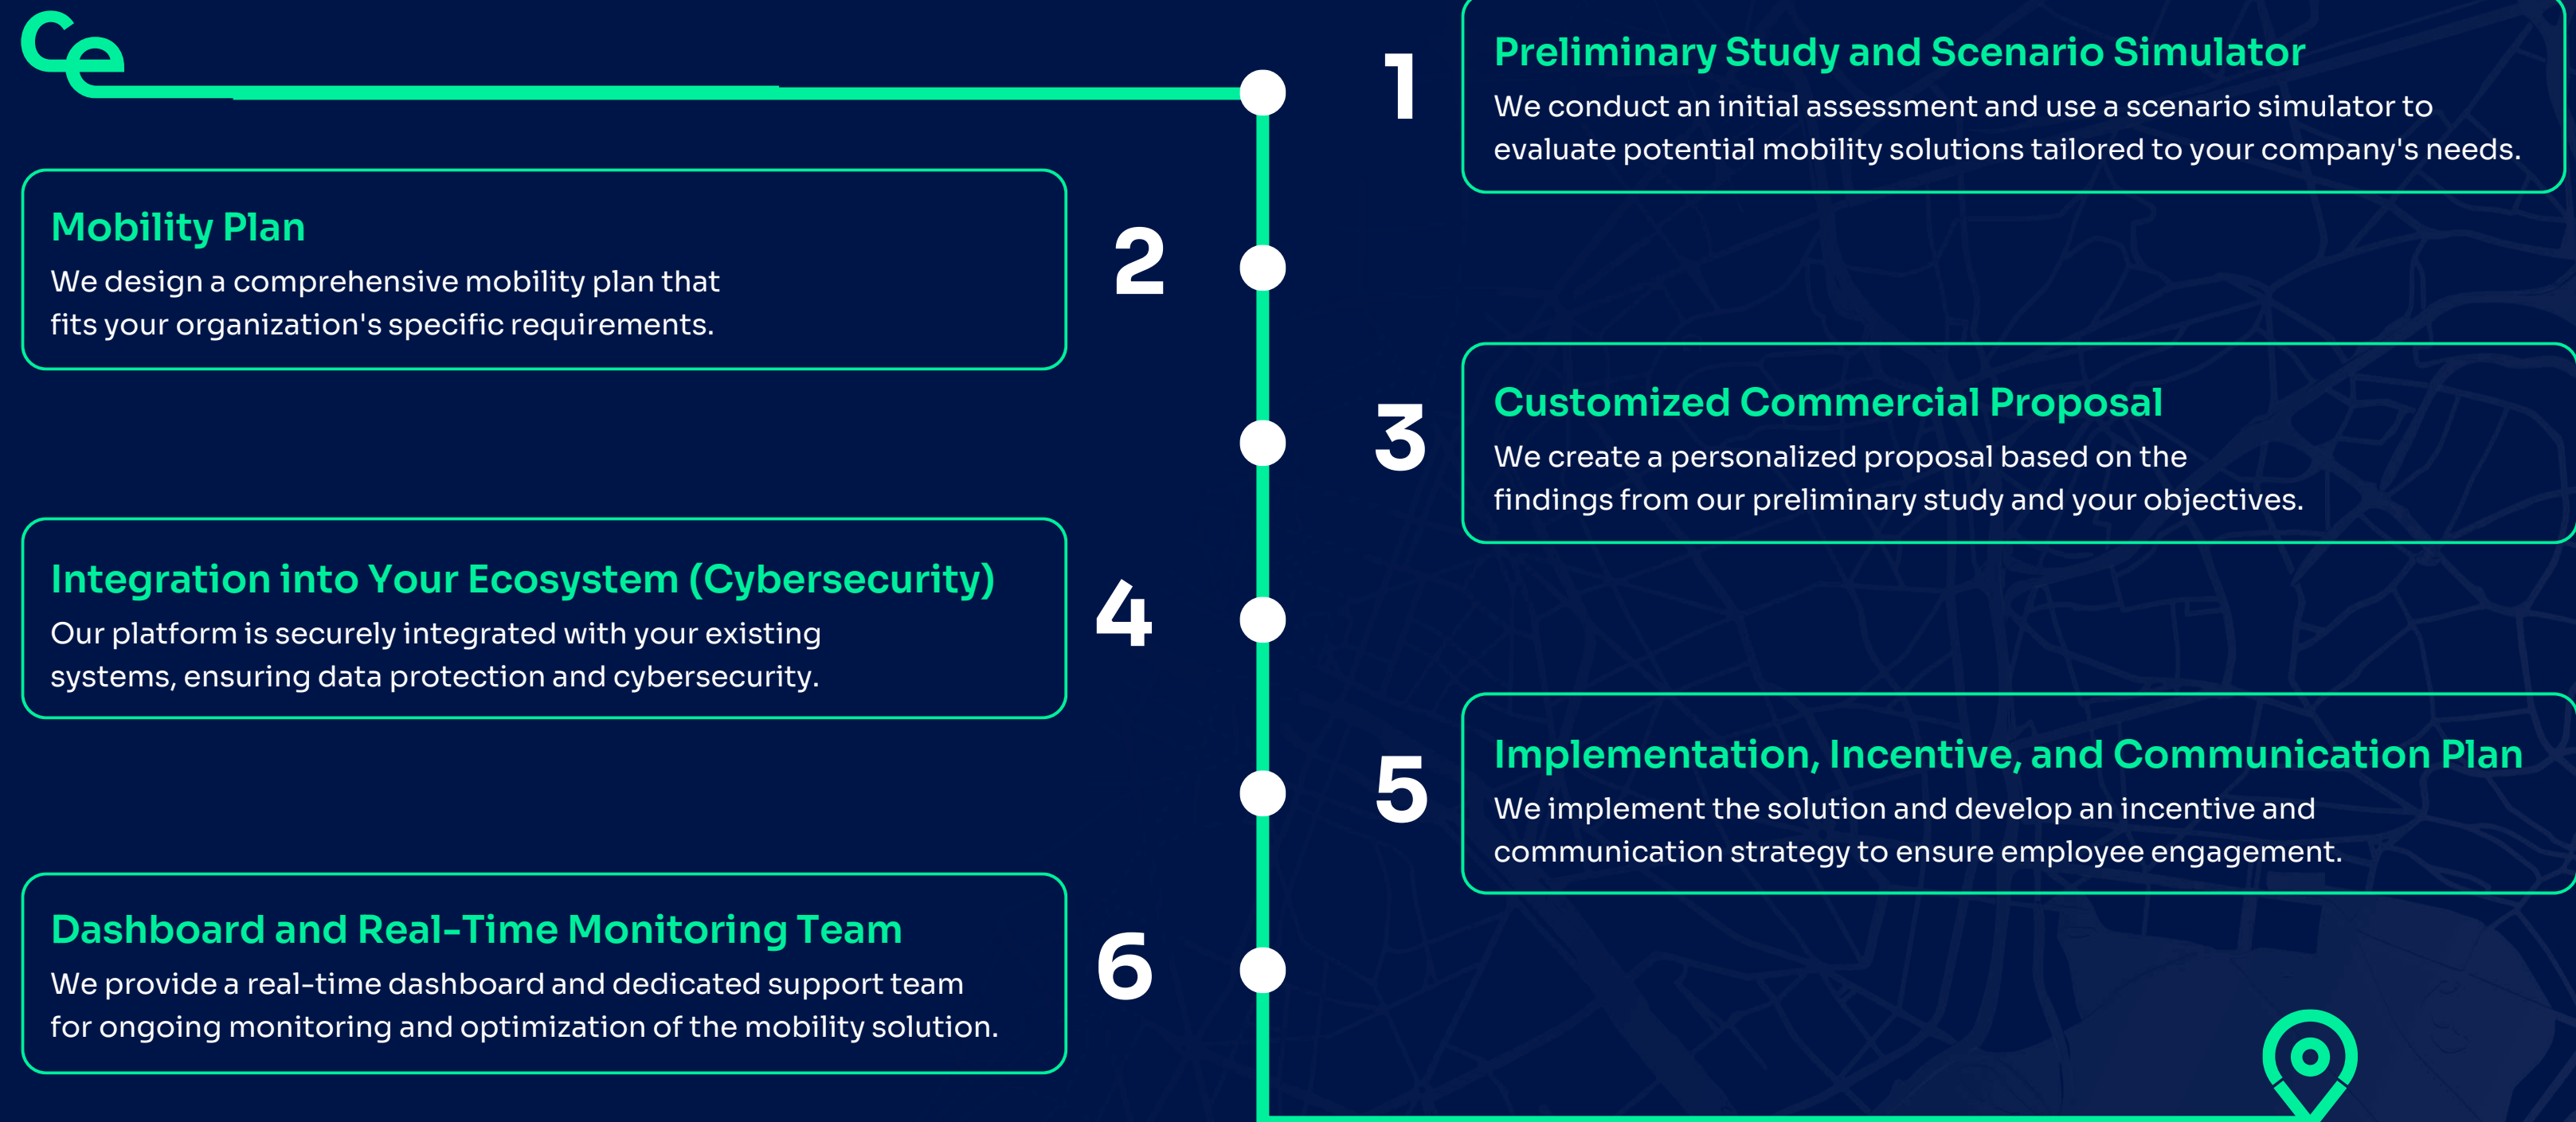 ce
1
Preliminary Study and Scenario Simulator
We conduct an initial assessment and use a scenario simulator to
evaluate potential mobility solutions tailored to your company's needs.
2
Mobility Plan
We design a comprehensive mobility plan that
fits your organization's specific requirements.
3
Customized Commercial Proposal
We create a personalized proposal based on the
findings from our preliminary study and your objectives.
4
Integration into Your Ecosystem (Cybersecurity)
Our platform is securely integrated with your existing
systems, ensuring data protection and cybersecurity.
5
Implementation, Incentive, and Communication Plan
We implement the solution and develop an incentive and
communication strategy to ensure employee engagement.
6
Dashboard and Real-Time Monitoring Team
We provide a real-time dashboard and dedicated support team
for ongoing monitoring and optimization of the mobility solution.